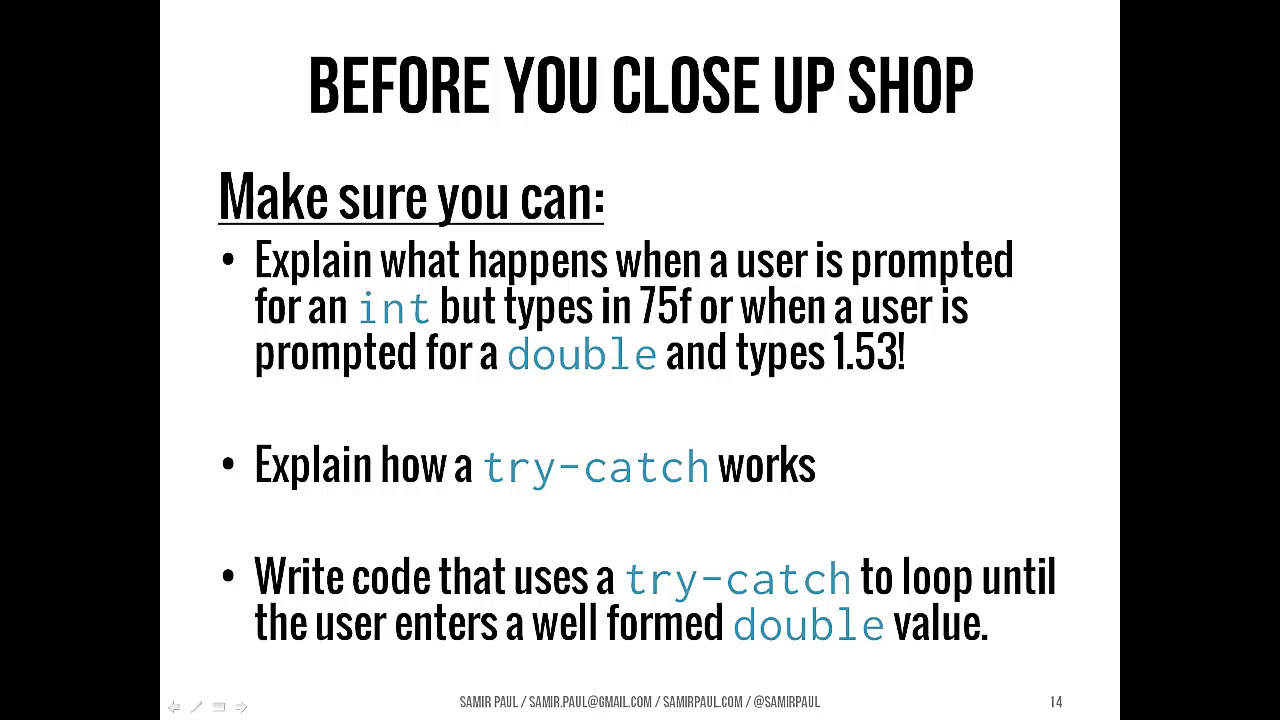 BEFORE YOU CLOSE UP SHOP
Make sure you can:
• Explain what happens when a user is prompted
for an int but types in 75f or when a user is
prompted for a double and types 1.53!
• Explain how a try-catch works
• Write code that uses a try-catch to loop until
the user enters a well formed double value.
SAMIR PAUL / SAMIR.PAUL@GMAIL.COM / SAMIRPAUL.COM / @SAMIRPAUL
14